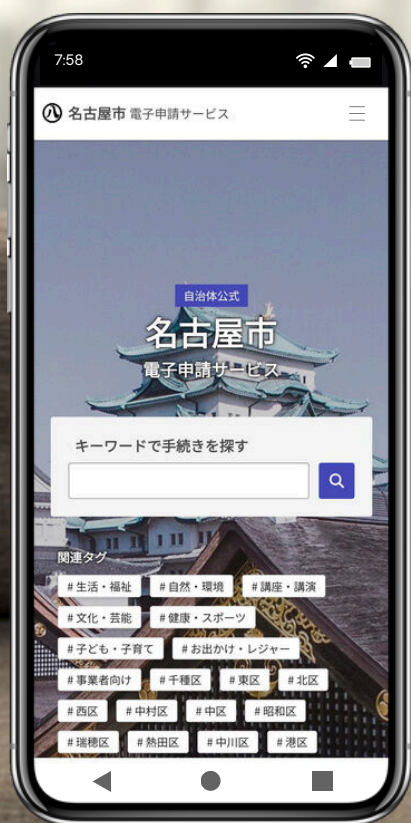 7:58
八 名古屋市 電子申請サービス
自治体公式
名古屋市
電子申請サービス
キーワードで手続きを探す
関連タグ
# 生活・福祉 # 自然・環境 # 講座・講演
# 文化・芸能 # 健康・スポーツ
# 子ども・子育て # お出かけ・レジャー
# 事業者向け # 千種区 # 東区 # 北区
# 西区 # 中村区 # 中区 # 昭和区
# 瑞穂区 # 熱田区 # 中川区 # 港区